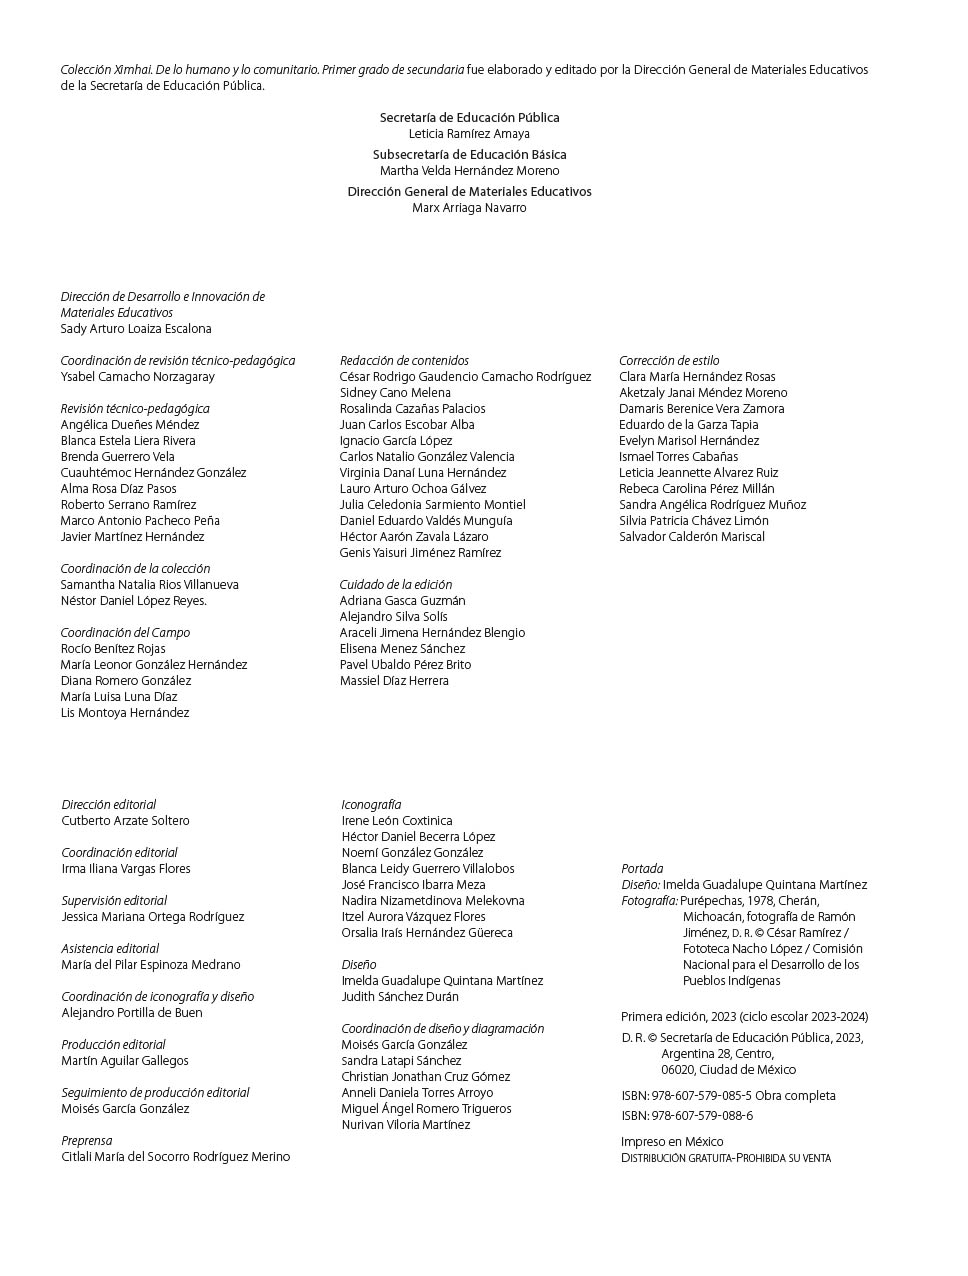 Colección Ximhai. De lo humano y lo comunitario. Primer grado de secundaria fue elaborado y editado por la Dirección General de Materiales Educativos
de la Secretaría de Educación Pública.
Secretaría de Educación Pública
Leticia Ramírez Amaya
Subsecretaría de Educación Básica
Martha Velda Hernández Moreno
Dirección General de Materiales Educativos
Marx Arriaga Navarro
Dirección de Desarrollo e Innovación de
Materiales Educativos
Sady Arturo Loaiza Escalona
Coordinación de revisión técnico-pedagógica
Ysabel Camacho Norzagaray
Revisión técnico-pedagógica
Angélica Dueñes Méndez
Blanca Estela Liera Rivera
Brenda Guerrero Vela
Cuauhtémoc Hernández González
Alma Rosa Díaz Pasos
Roberto Serrano Ramírez
Marco Antonio Pacheco Peña
Javier Martínez Hernández
Coordinación de la colección
Samantha Natalia Rios Villanueva
Néstor Daniel López Reyes.
Coordinación del Campo
Rocío Benítez Rojas
María Leonor González Hernández
Diana Romero González
María Luisa Luna Díaz
Lis Montoya Hernández
Redacción de contenidos
César Rodrigo Gaudencio Camacho Rodríguez
Sidney Cano Melena
Rosalinda Cazañas Palacios
Juan Carlos Escobar Alba
Ignacio García López
Carlos Natalio González Valencia
Virginia Danaí Luna Hernández
Lauro Arturo Ochoa Gálvez
Julia Celedonia Sarmiento Montiel
Daniel Eduardo Valdés Munguía
Héctor Aarón Zavala Lázaro
Genis Yaisuri Jiménez Ramírez
Cuidado de la edición
Adriana Gasca Guzmán
Alejandro Silva Solís
Araceli Jimena Hernández Blengio
Elisena Menez Sánchez
Pavel Ubaldo Pérez Brito
Massiel Díaz Herrera
Corrección de estilo
Clara María Hernández Rosas
Aketzaly Janai Méndez Moreno
Damaris Berenice Vera Zamora
Eduardo de la Garza Tapia
Evelyn Marisol Hernández
Ismael Torres Cabañas
Leticia Jeannette Alvarez Ruiz
Rebeca Carolina Pérez Millán
Sandra Angélica Rodríguez Muñoz
Silvia Patricia Chávez Limón
Salvador Calderón Mariscal
Dirección editorial
Cutberto Arzate Soltero
Coordinación editorial
Irma Iliana Vargas Flores
Supervisión editorial
Jessica Mariana Ortega Rodríguez
Asistencia editorial
María del Pilar Espinoza Medrano
Coordinación de iconografía y diseño
Alejandro Portilla de Buen
Producción editorial
Martín Aguilar Gallegos
Seguimiento de producción editorial
Moisés García González
Preprensa
Citlali María del Socorro Rodríguez Merino
Iconografía
Irene León Coxtinica
Héctor Daniel Becerra López
Noemí González González
Blanca Leidy Guerrero Villalobos
José Francisco Ibarra Meza
Nadira Nizametdinova Melekovna
Itzel Aurora Vázquez Flores
Orsalia Iraís Hernández Güereca
Diseño
Imelda Guadalupe Quintana Martínez
Judith Sánchez Durán
Coordinación de diseño y diagramación
Moisés García González
Sandra Latapi Sánchez
Christian Jonathan Cruz Gómez
Anneli Daniela Torres Arroyo
Miguel Ángel Romero Trigueros
Nurivan Viloria Martínez
Portada
Diseño: Imelda Guadalupe Quintana Martínez
Fotografía: Purépechas, 1978, Cherán,
Michoacán, fotografía de Ramón
Jiménez, D. R. © César Ramírez /
Fototeca Nacho López / Comisión
Nacional para el Desarrollo de los
Pueblos Indígenas
Primera edición, 2023 (ciclo escolar 2023-2024)
D. R. © Secretaría de Educación Pública, 2023,
Argentina 28, Centro,
06020, Ciudad de México
ISBN: 978-607-579-085-5 Obra completa
ISBN: 978-607-579-088-6
Impreso en México
Distribución gratuita-Prohibida su venta